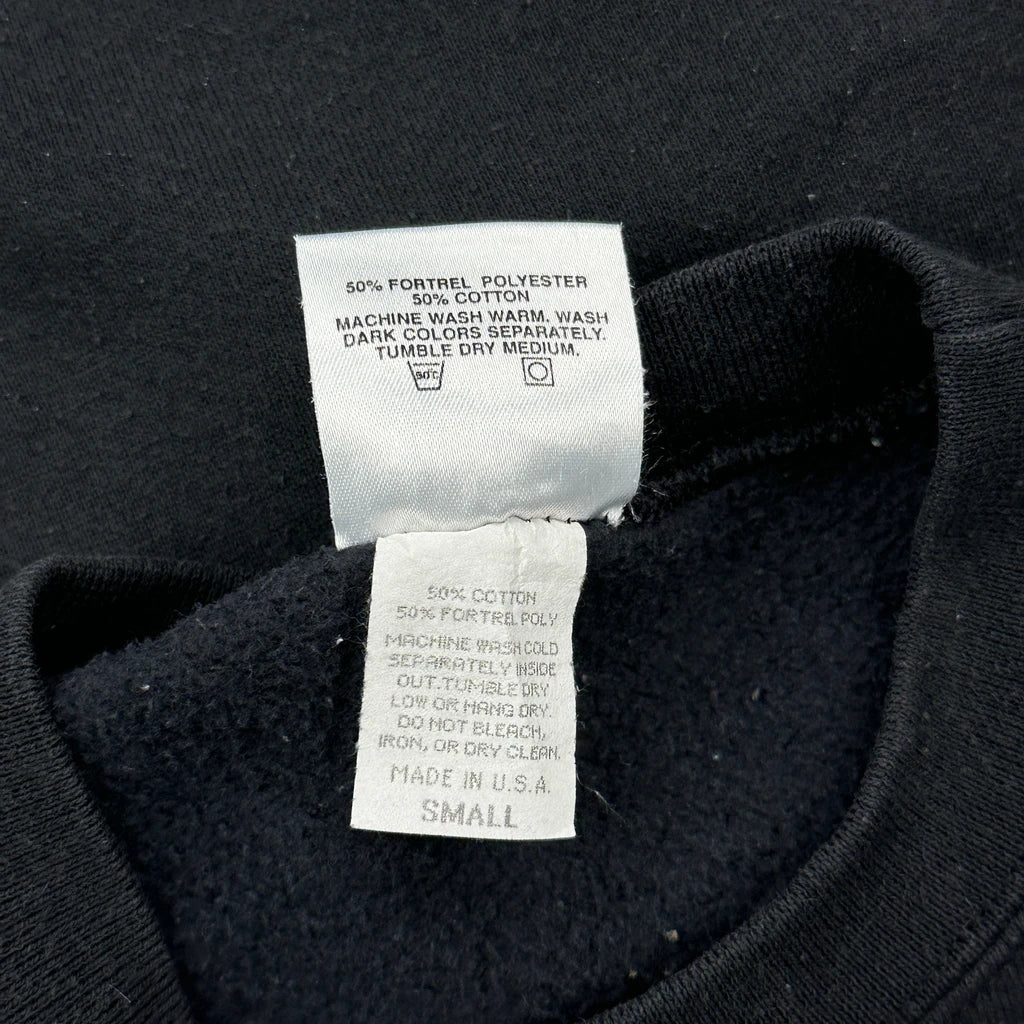 50% FORTREL POLYESTER
50% COTTON
MACHINE WASH WARM. WASH
DARK COLORS SEPARATELY.
TUMBLE DRY MEDIUM.
50% COTTON
50% FORTREL POLY
MACHINE WASH COLD
SEPARATELY INSIDE
OUT.TUMBLE DRY
LOW OR HANG DRY.
DO NOT BLEACH,
IRON, OR DRY CLEAN.
MADE IN U.S.A.
SMALL